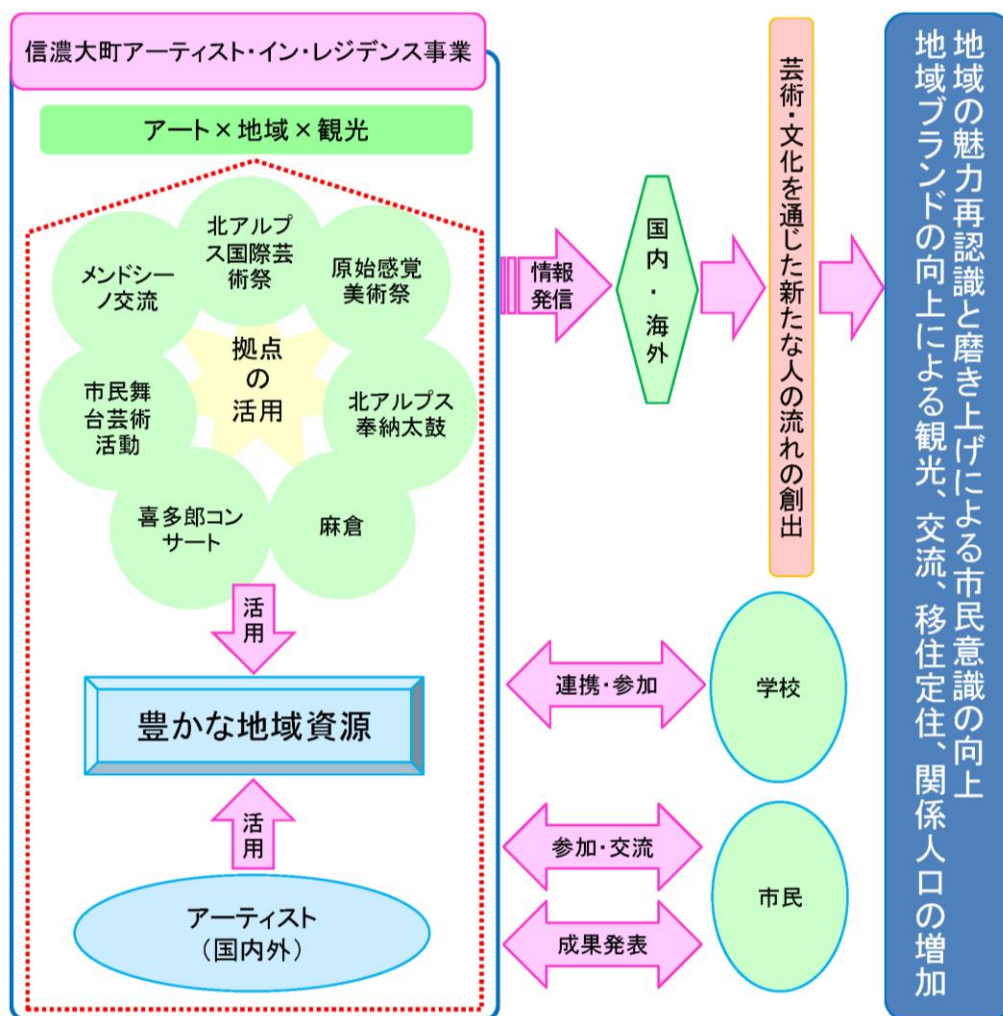 信濃大町アーティスト・イン・レジデンス事業
アート×地域×観光
北アルプ
ス国際芸
術祭
メンドシー
ノ交流
原始感覚
美術祭
拠点
の
活用
市民舞
台芸術
活動
北アルプス
奉納太鼓
喜多郎コン
サート
麻倉
活用
豊かな地域資源
活用
アーティスト
(国内外)
情報
発信
国内・海外
芸術・文化を通じた新たな人の流れの創出
連携・参加
学校
参加・交流
成果発表
市民
地域の魅力再認識と磨き上げによる市民意識の向上
地域ブランドの向上による観光、交流、移住定住、関係人口の増加